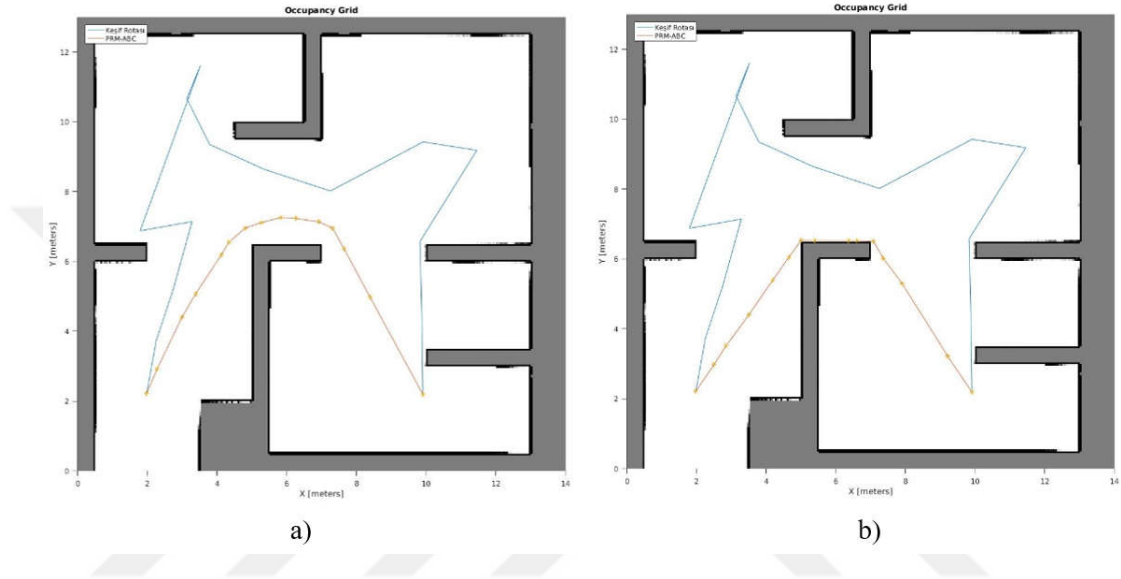 Occupancy Grid
Keşif Rotası
PRM-ABC
12
10
8
6
4
2
0
Y [meters]
0 2 4 6 8 10 12 14
X [meters]
a)
Occupancy Grid
Keşif Rotası
PRM-ABC
12
10
8
6
4
2
0
Y [meters]
0 2 4 6 8 10 12 14
X [meters]
b)